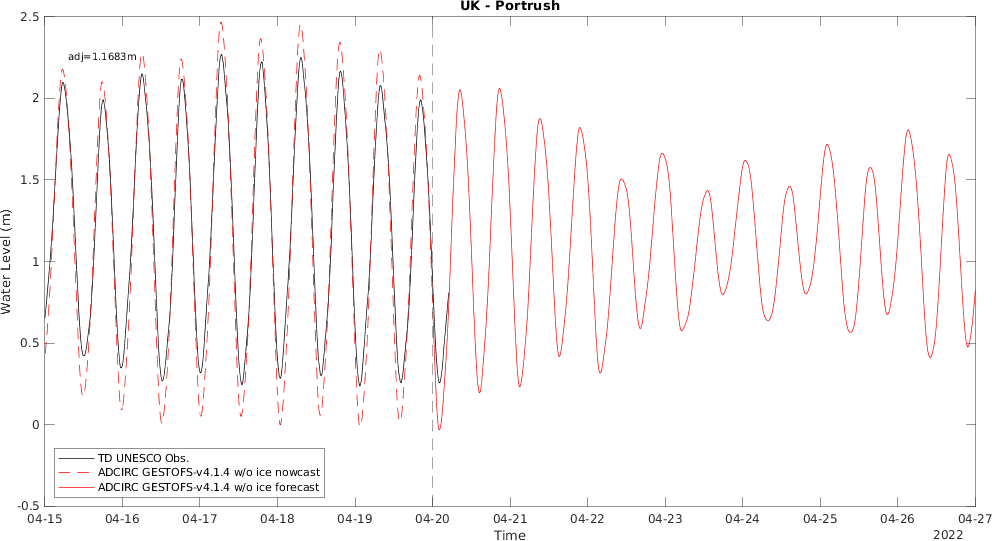 UK - Portrush
2.5
adj=1.1683m
2
1.5
Water Level (m)
1
0.5
0
TD UNESCO Obs.
ADCIRC GESTOFS-v4.1.4 w/o ice nowcast
ADCIRC GESTOFS-v4.1.4 w/o ice forecast
-0.5
04-15 04-16 04-17 04-18 04-19 04-20 04-21 04-22 04-23 04-24 04-25 04-26 04-27
Time
2022